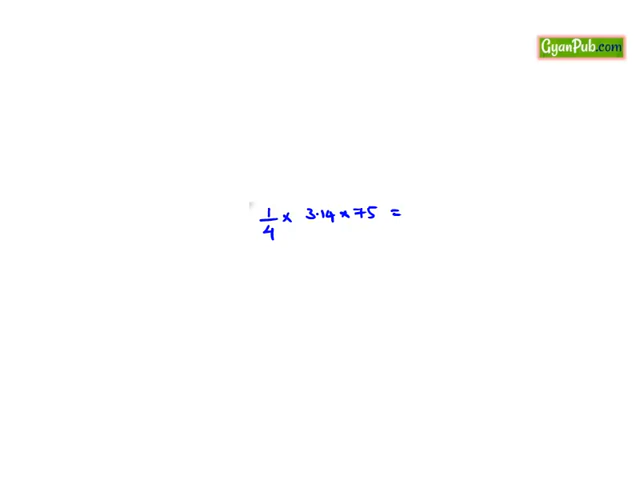 GyanPub.com
1/4 × 3.14 × 75 =